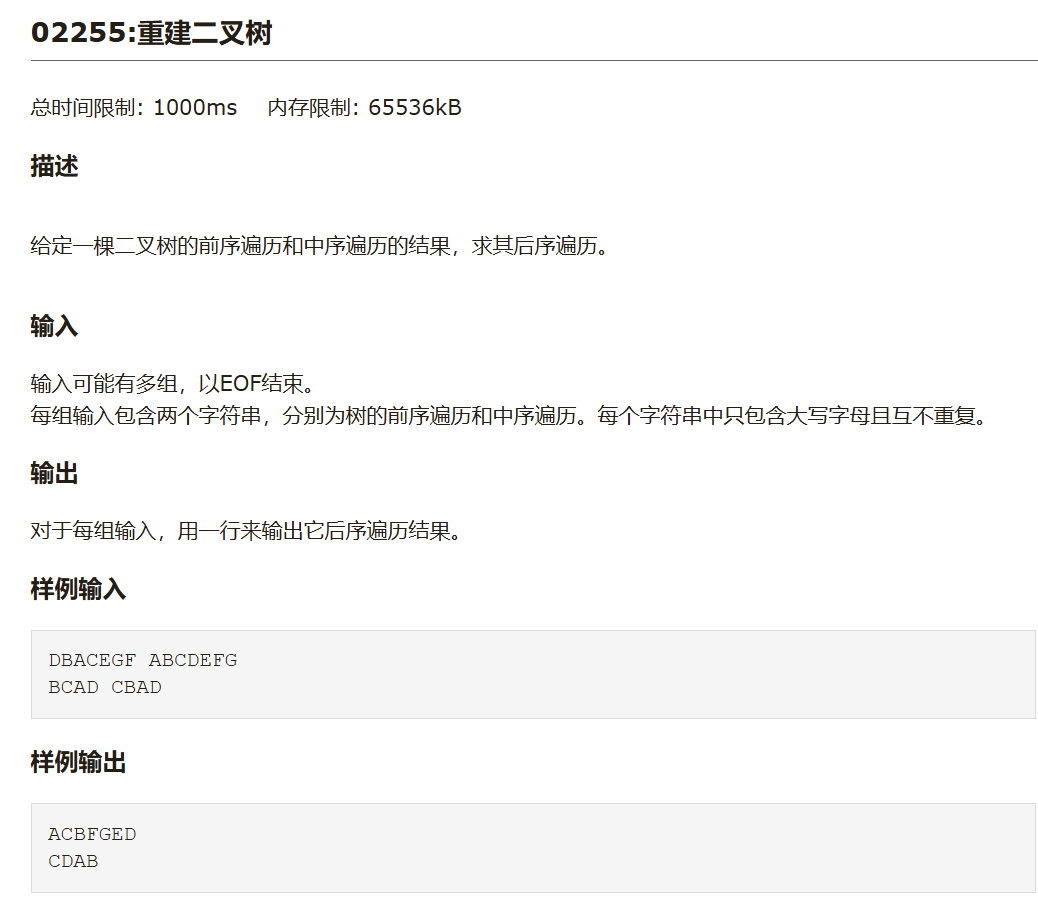 02255:重建二叉树
总时间限制: 1000ms 内存限制: 65536kB
描述
给定一棵二叉树的前序遍历和中序遍历的结果，求其后序遍历。
输入
输入可能有多组，以EOF结束。
每组输入包含两个字符串，分别为树的前序遍历和中序遍历。每个字符串中只包含大写字母且互不重复。
输出
对于每组输入，用一行来输出它后序遍历结果。
样例输入
DBACEGF ABCDEFG
BCAD CBAD
样例输出
ACBFGED
CDAB